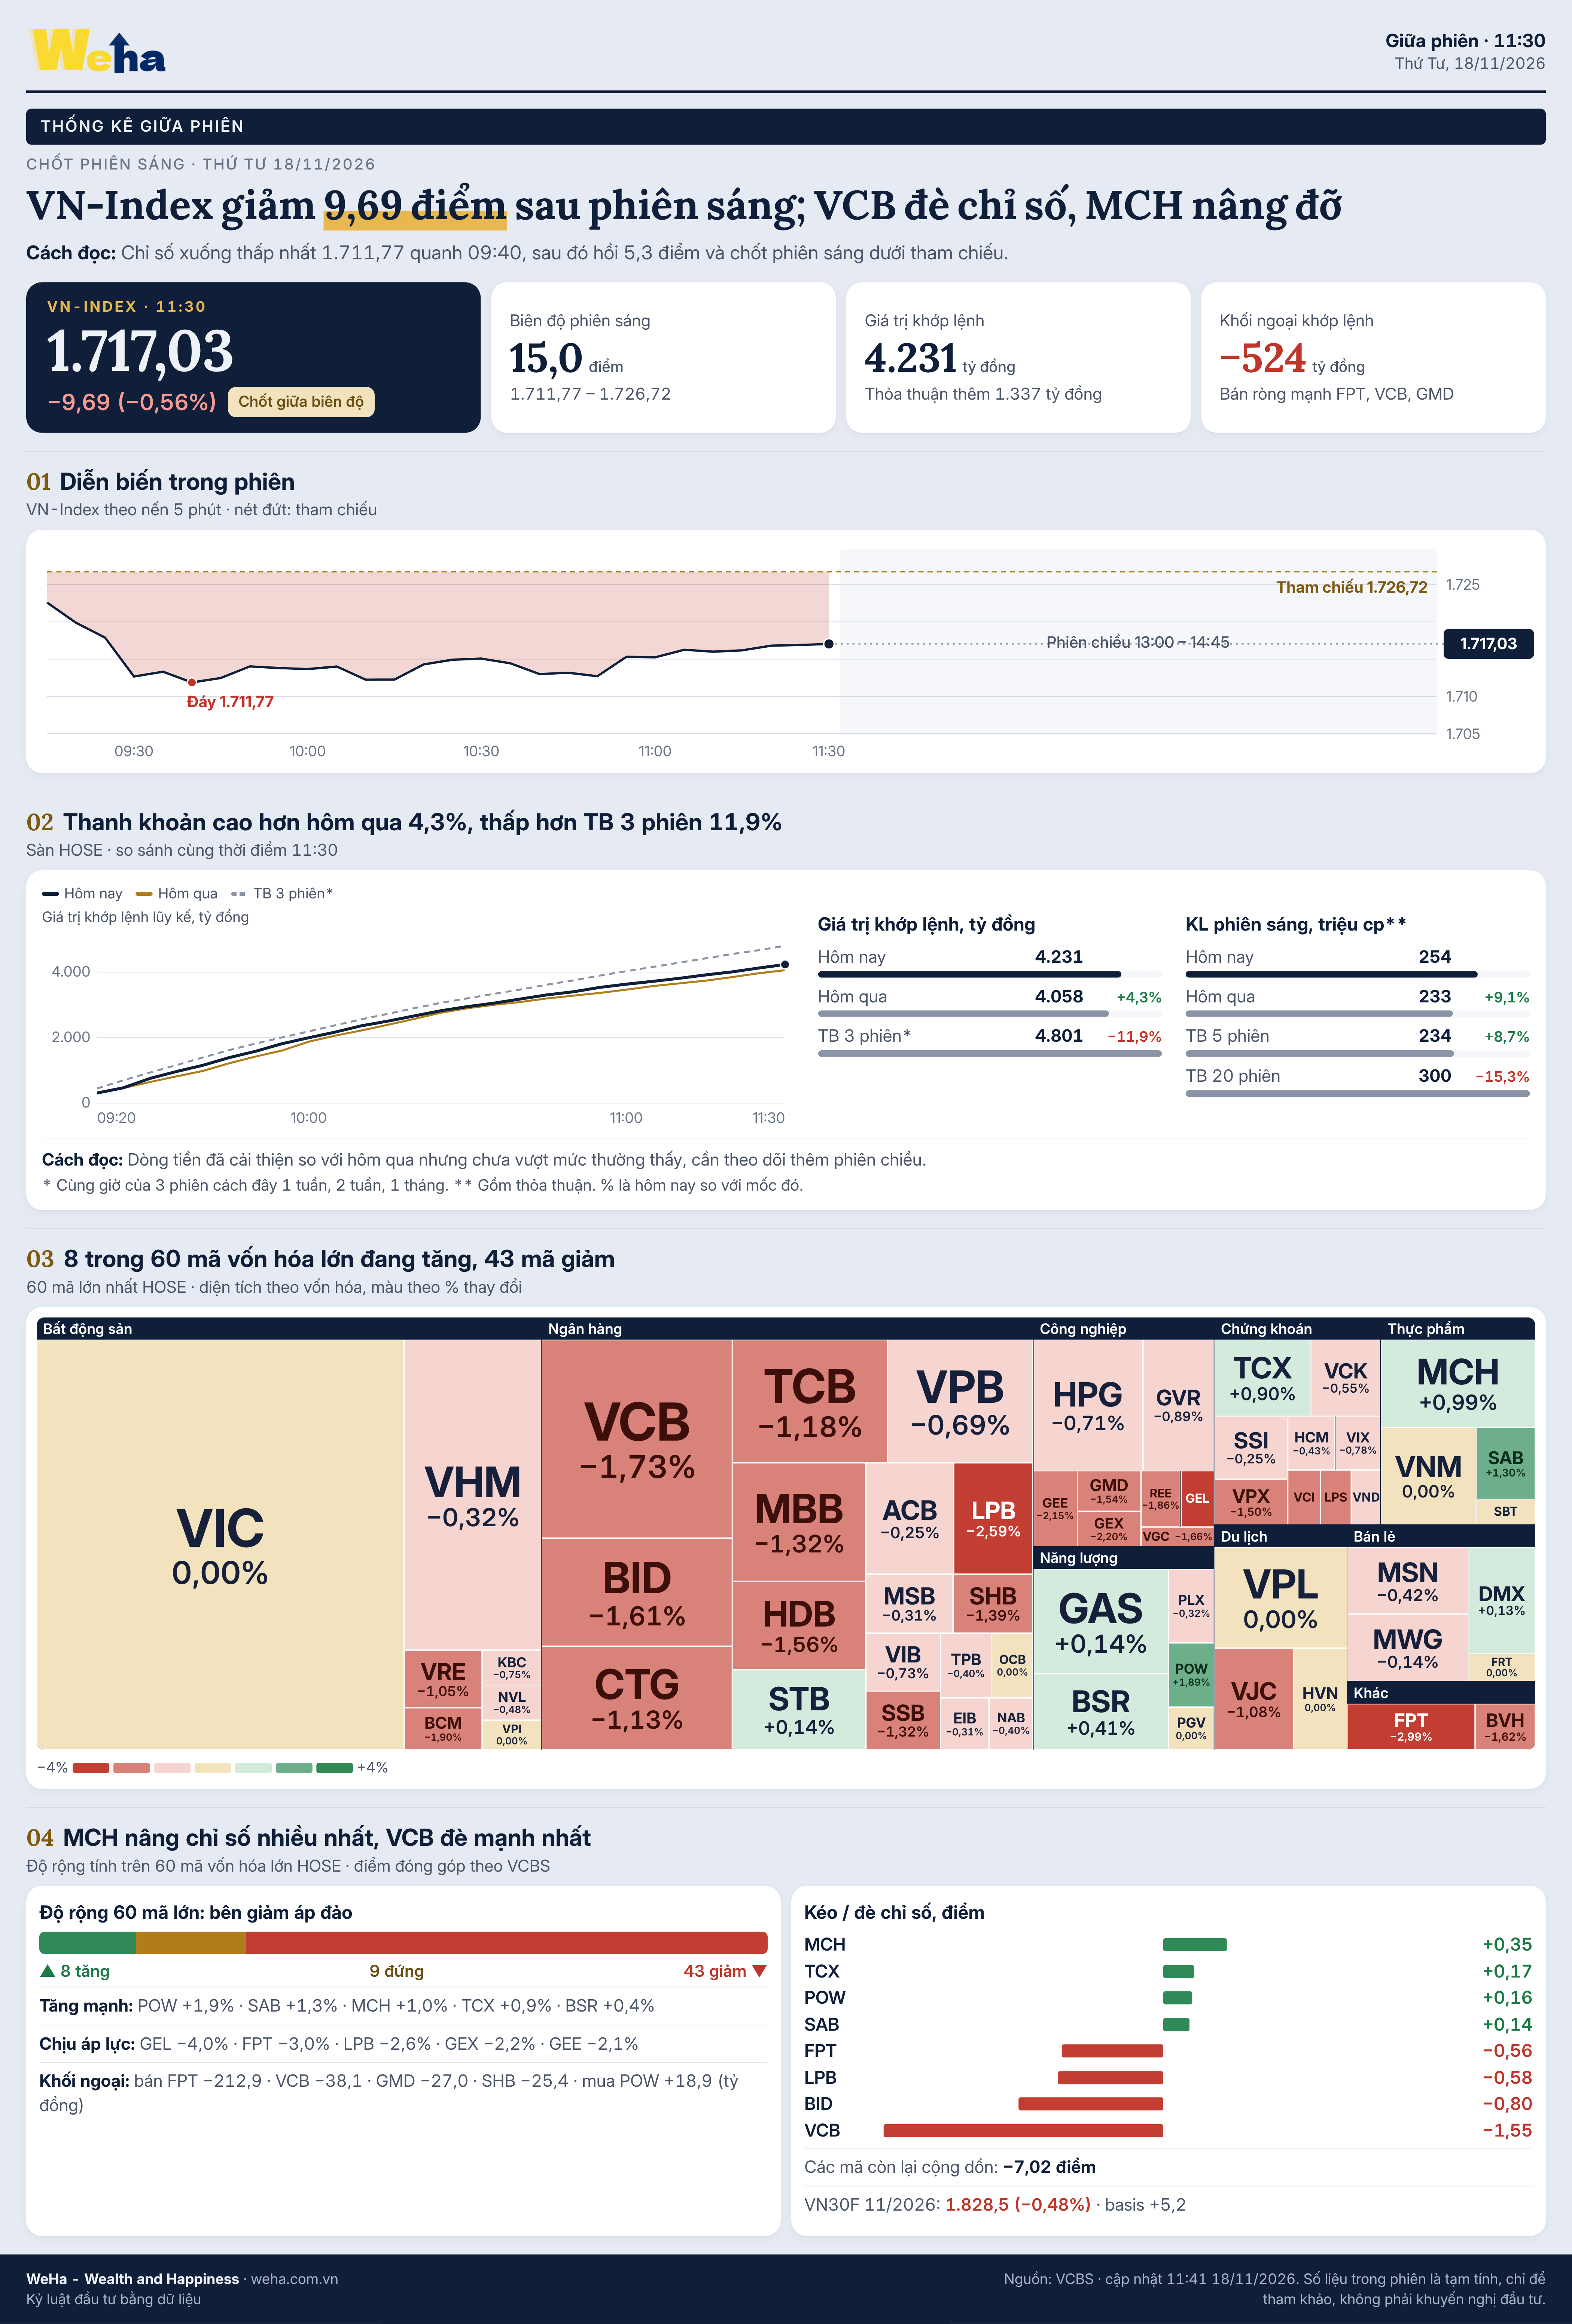 Weha
Giữa phiên · 11:30
Thứ Tư, 18/11/2026
THỐNG KÊ GIỮA PHIÊN
CHỐT PHIÊN SÁNG · THỨ TƯ 18/11/2026
VN-Index giảm 9,69 điểm sau phiên sáng; VCB đè chỉ số, MCH nâng đỡ
Cách đọc: Chỉ số xuống thấp nhất 1.711,77 quanh 09:40, sau đó hồi 5,3 điểm và chốt phiên sáng dưới tham chiếu.
VN-INDEX · 11:30
1.717,03
−9,69 (−0,56%) Chốt giữa biên độ
Biên độ phiên sáng
15,0 điểm
1.711,77 – 1.726,72
Giá trị khớp lệnh
4.231 tỷ đồng
Thỏa thuận thêm 1.337 tỷ đồng
Khối ngoại khớp lệnh
−524 tỷ đồng
Bán ròng mạnh FPT, VCB, GMD
01 Diễn biến trong phiên
VN-Index theo nến 5 phút · nét đứt: tham chiếu
Tham chiếu 1.726,72
1.725
Phiên chiều 13:00 – 14:45
1.717,03
Đáy 1.711,77
1.710
1.705
09:30 10:00 10:30 11:00 11:30
02 Thanh khoản cao hơn hôm qua 4,3%, thấp hơn TB 3 phiên 11,9%
Sàn HOSE · so sánh cùng thời điểm 11:30
Hôm nay Hôm qua TB 3 phiên*
Giá trị khớp lệnh lũy kế, tỷ đồng
4.000
2.000
0
09:20 10:00 11:00 11:30
Giá trị khớp lệnh, tỷ đồng
Hôm nay 4.231
Hôm qua 4.058 +4,3%
TB 3 phiên* 4.801 −11,9%
KL phiên sáng, triệu cp**
Hôm nay 254
Hôm qua 233 +9,1%
TB 5 phiên 234 +8,7%
TB 20 phiên 300 −15,3%
Cách đọc: Dòng tiền đã cải thiện so với hôm qua nhưng chưa vượt mức thường thấy, cần theo dõi thêm phiên chiều.
* Cùng giờ của 3 phiên cách đây 1 tuần, 2 tuần, 1 tháng. ** Gồm thỏa thuận. % là hôm nay so với mốc đó.
03 8 trong 60 mã vốn hóa lớn đang tăng, 43 mã giảm
60 mã lớn nhất HOSE · diện tích theo vốn hóa, màu theo % thay đổi
Bất động sản
VIC
0,00%
VHM
−0,32%
VRE
−1,05%
BCM
−1,90%
KBC
−0,75%
NVL
−0,48%
VPI
0,00%
Ngân hàng
VCB
−1,73%
BID
−1,61%
CTG
−1,13%
TCB
−1,18%
VPB
−0,69%
MBB
−1,32%
HDB
−1,56%
STB
+0,14%
ACB
−0,25%
LPB
−2,59%
MSB
−0,31%
SHB
−1,39%
VIB
−0,73%
TPB
−0,40%
OCB
0,00%
SSB
−1,32%
EIB
−0,31%
NAB
−0,40%
Công nghiệp
HPG
−0,71%
GVR
−0,89%
GEE
−2,15%
GMD
−1,54%
GEX
−2,20%
REE
−1,86%
GEL
VGC −1,66%
Năng lượng
GAS
+0,14%
BSR
+0,41%
PLX
−0,32%
POW
+1,89%
PGV
0,00%
Chứng khoán
TCX
+0,90%
VCK
−0,55%
SSI
−0,25%
HCM
−0,43%
VIX
−0,78%
VPX
−1,50%
VCI
LPS
VND
Thực phẩm
MCH
+0,99%
VNM
0,00%
SAB
+1,30%
SBT
Du lịch
VPL
0,00%
VJC
−1,08%
HVN
0,00%
Bán lẻ
MSN
−0,42%
MWG
−0,14%
DMX
+0,13%
FRT
0,00%
Khác
FPT
−2,99%
BVH
−1,62%
−4% +4%
04 MCH nâng chỉ số nhiều nhất, VCB đè mạnh nhất
Độ rộng tính trên 60 mã vốn hóa lớn HOSE · điểm đóng góp theo VCBS
Độ rộng 60 mã lớn: bên giảm áp đảo
▲ 8 tăng 9 đứng 43 giảm ▼
Tăng mạnh: POW +1,9% · SAB +1,3% · MCH +1,0% · TCX +0,9% · BSR +0,4%
Chịu áp lực: GEL −4,0% · FPT −3,0% · LPB −2,6% · GEX −2,2% · GEE −2,1%
Khối ngoại: bán FPT −212,9 · VCB −38,1 · GMD −27,0 · SHB −25,4 · mua POW +18,9 (tỷ
đồng)
Kéo / đè chỉ số, điểm
MCH +0,35
TCX +0,17
POW +0,16
SAB +0,14
FPT −0,56
LPB −0,58
BID −0,80
VCB −1,55
Các mã còn lại cộng dồn: −7,02 điểm
VN30F 11/2026: 1.828,5 (−0,48%) · basis +5,2
WeHa - Wealth and Happiness · weha.com.vn
Kỷ luật đầu tư bằng dữ liệu
Nguồn: VCBS · cập nhật 11:41 18/11/2026. Số liệu trong phiên là tạm tính, chỉ để
tham khảo, không phải khuyến nghị đầu tư.